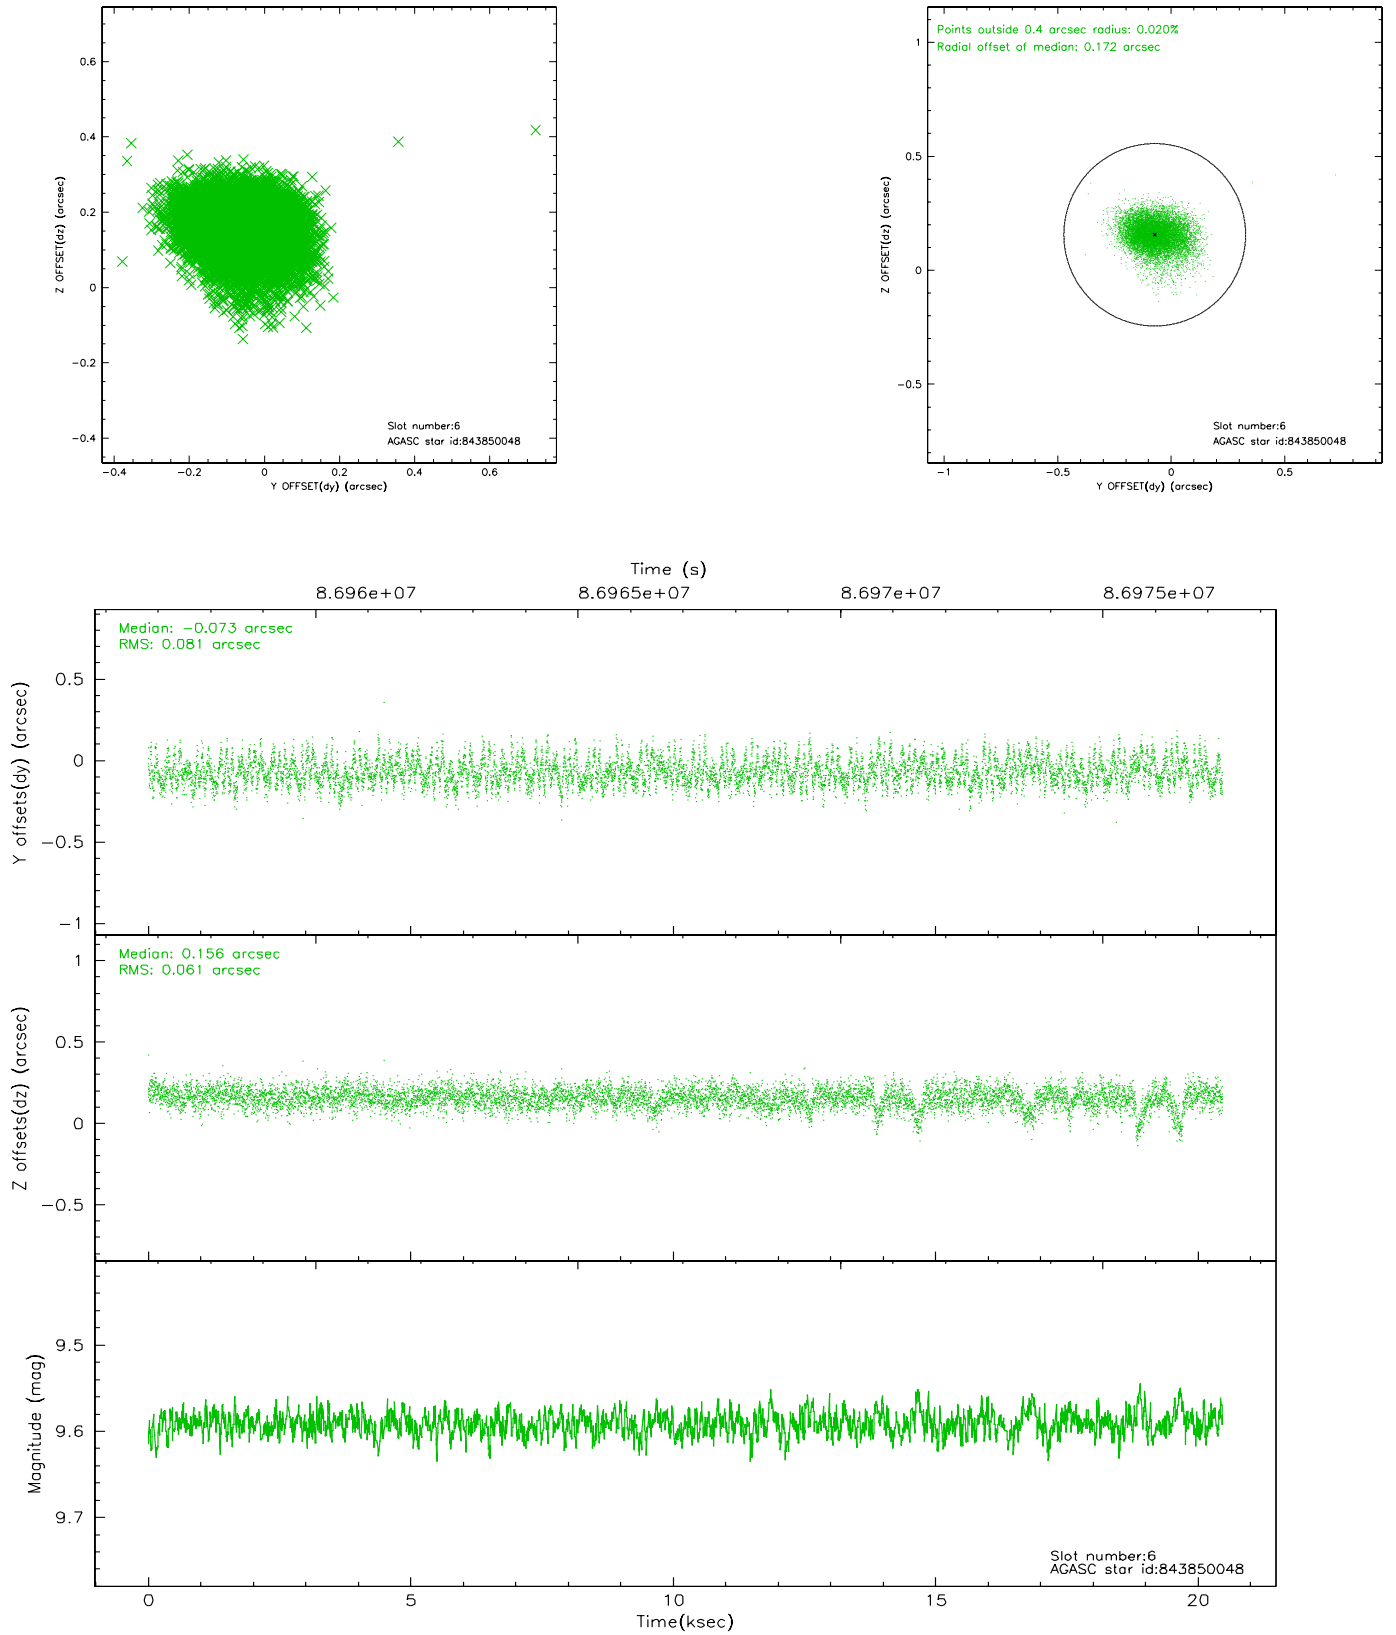 0.6
0.4
0.2
0
−0.2
−0.4
Z OFFSET(dz) (arcsec)
Slot number:6
AGASC star id:843850048
−0.4 −0.2 0 0.2 0.4 0.6
Y OFFSET(dy) (arcsec)
Points outside 0.4 arcsec radius: 0.020%
Radial offset of median: 0.172 arcsec
1
0.5
0
−0.5
Z OFFSET(dz) (arcsec)
Slot number:6
AGASC star id:843850048
−1 −0.5 0 0.5
Y OFFSET(dy) (arcsec)
Time (s)
8.696e+07 8.6965e+07 8.697e+07 8.6975e+07
Median: −0.073 arcsec
RMS: 0.081 arcsec
0.5
0
−0.5
−1
Y offsets(dy) (arcsec)
Median: 0.156 arcsec
RMS: 0.061 arcsec
1
0.5
0
−0.5
Z offsets(dz) (arcsec)
9.5
9.6
9.7
Magnitude (mag)
Slot number:6
AGASC star id:843850048
0 5 10 15 20
Time(ksec)